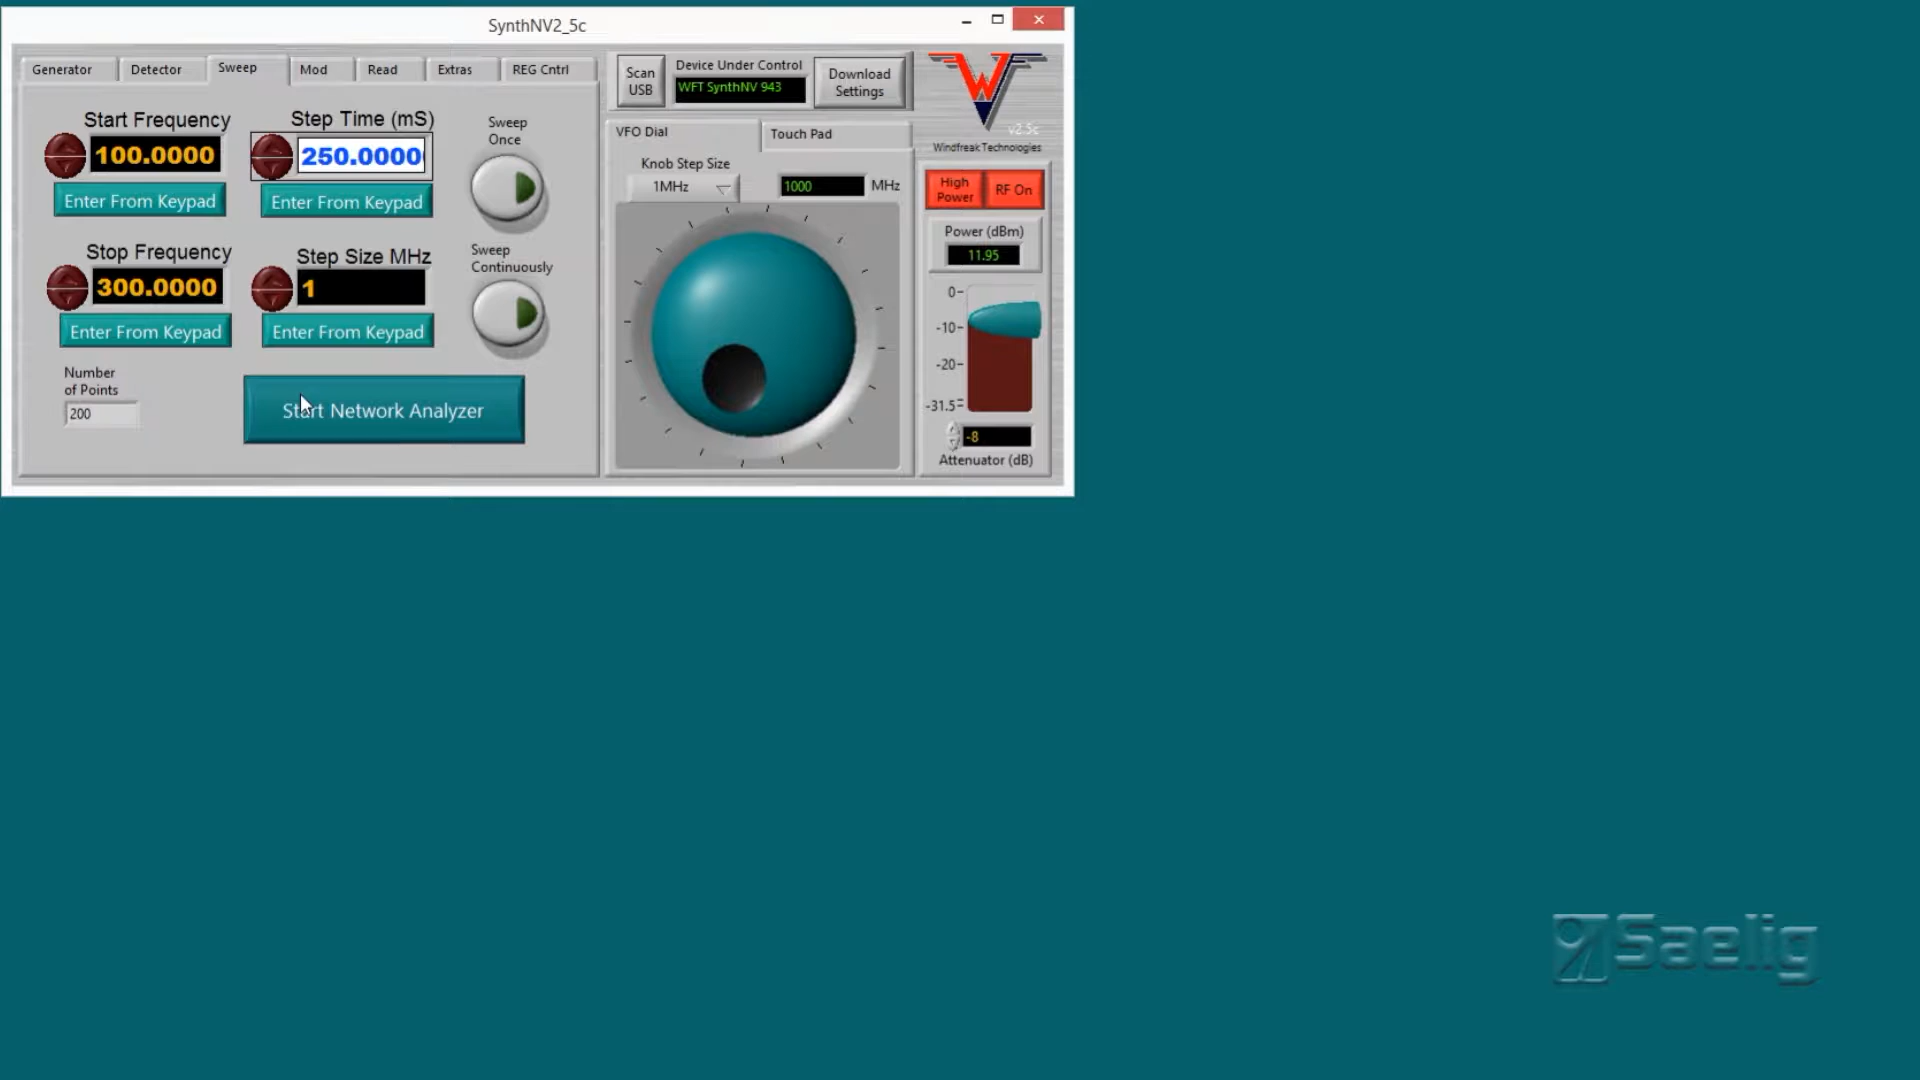 SynthNV2_5c
Generator
Detector
Sweep
Mod
Read
Extras
REG Cntrl
Start Frequency
100.0000
Enter From Keypad
Step Time (mS)
250.0000
Enter From Keypad
Sweep
Once
Stop Frequency
300.0000
Enter From Keypad
Step Size MHz
1
Enter From Keypad
Sweep
Continuously
Number
of Points
200
Start Network Analyzer
Scan
USB
Device Under Control
WFT SynthNV 943
Download
Settings
VFO Dial
Touch Pad
Knob Step Size
1MHz
1000
MHz
v2.5c
Windfreak Technologies
High
Power
RF On
Power (dBm)
11.95
0
-10
-20
-31.5
-8
Attenuator (dB)
Saelig